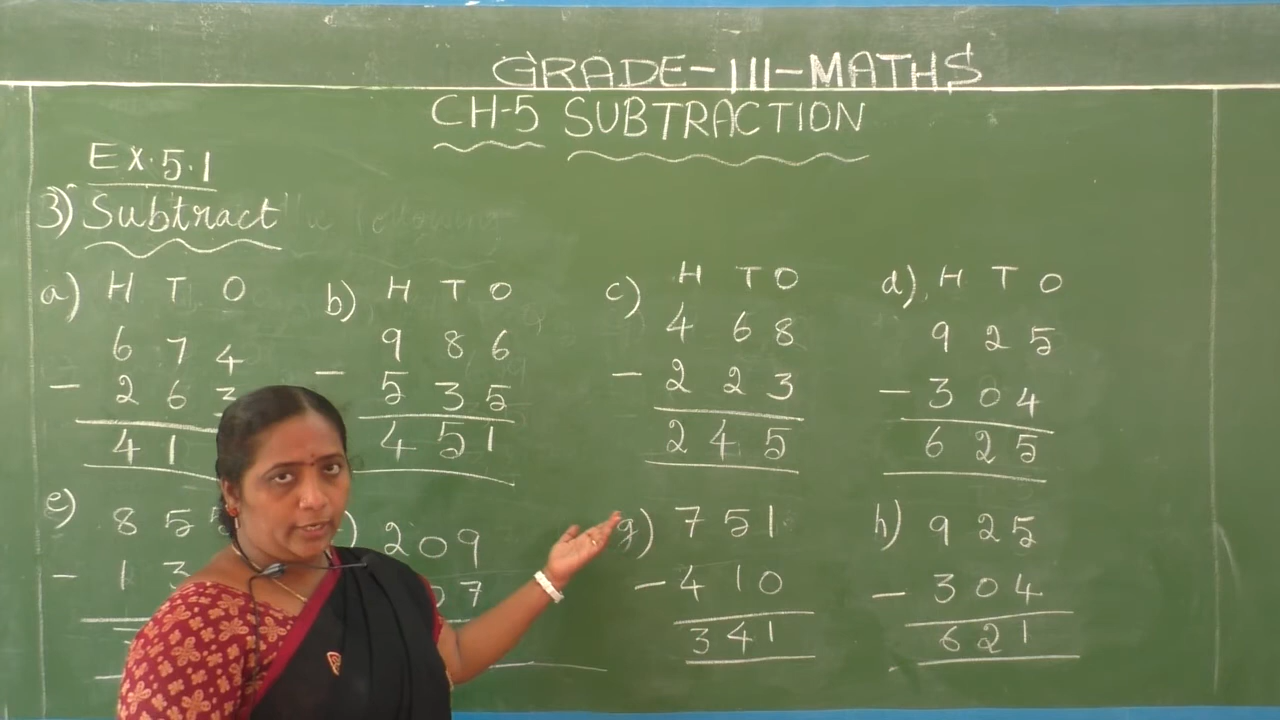 GRADE-III-MATHS
CH-5 SUBTRACTION
EX.5.1
3) Subtract
a) H T O
6 7 4
- 2 6 3
4 1
b) H T O
9 8 6
- 5 3 5
4 5 1
c) H T O
4 6 8
- 2 2 3
2 4 5
d) H T O
9 2 5
- 3 0 4
6 2 5
e) 8 5
- 1 3
) 2 0 9
0 7
g) 7 5 1
- 4 1 0
3 4 1
h) 9 2 5
- 3 0 4
6 2 1